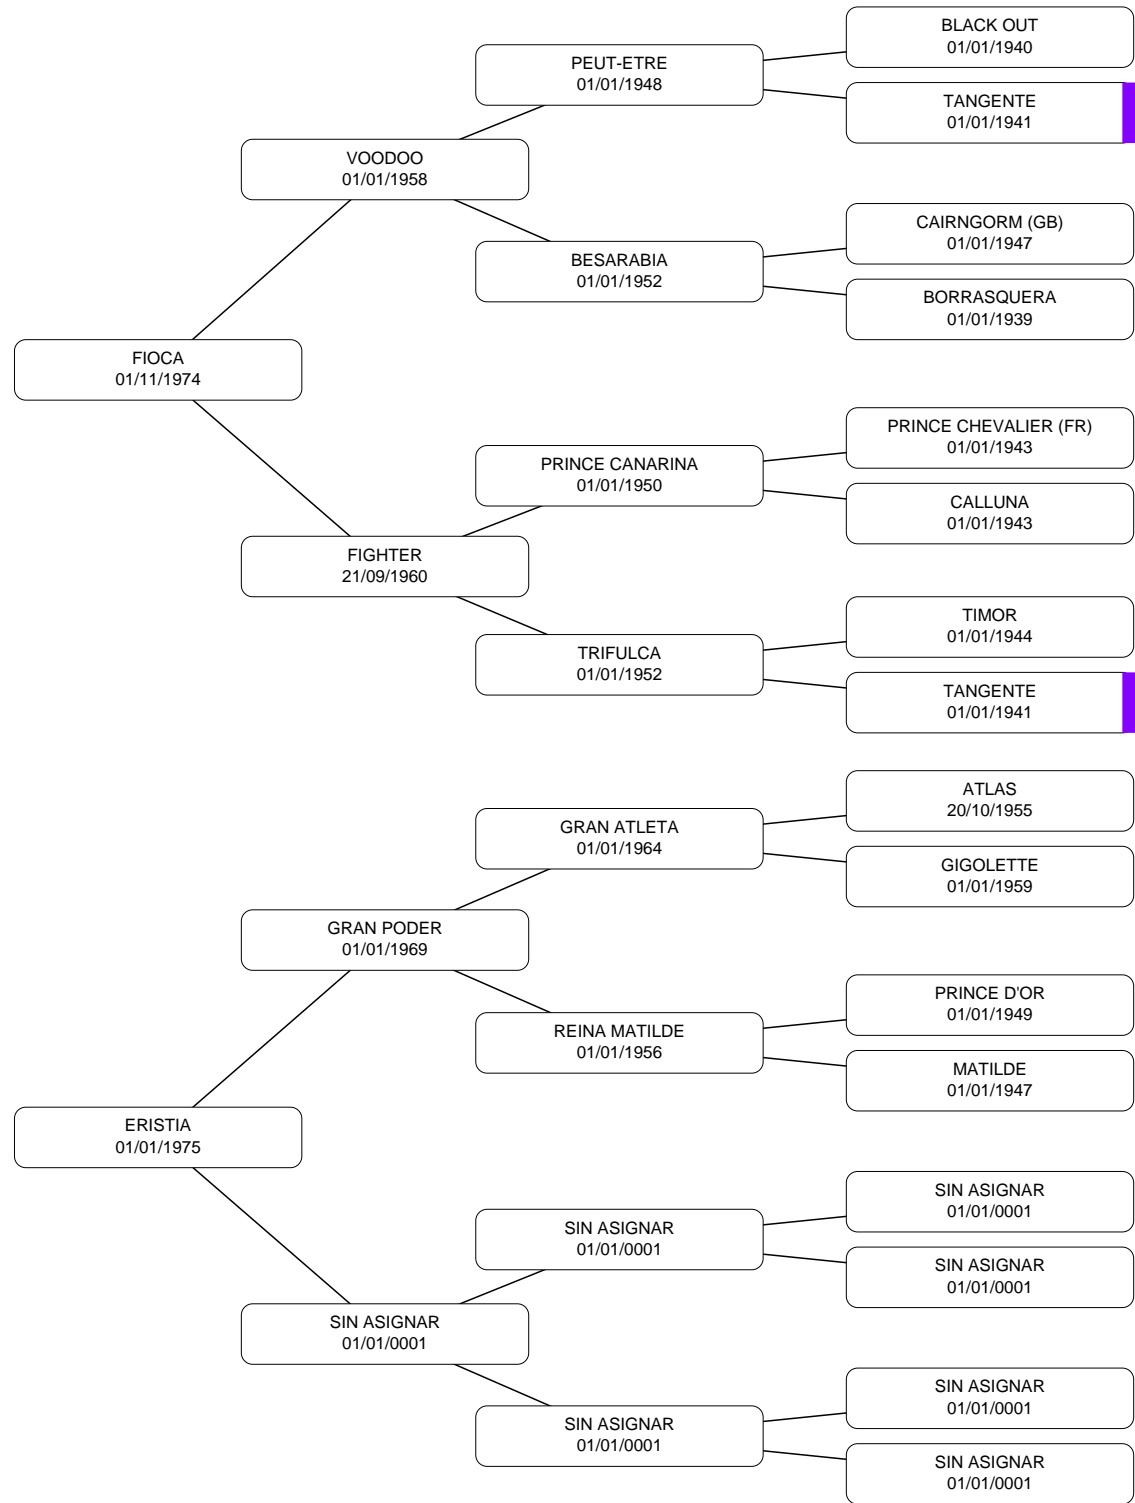 BLACK OUT
01/01/1940
PEUT-ETRE
01/01/1948
TANGENTE
01/01/1941
VOODOO
01/01/1958
CAIRNGORM (GB)
01/01/1947
BESARABIA
01/01/1952
BORRASQUERA
01/01/1939
FIOCA
01/11/1974
PRINCE CHEVALIER (FR)
01/01/1943
PRINCE CANARINA
01/01/1950
CALLUNA
01/01/1943
FIGHTER
21/09/1960
TIMOR
01/01/1944
TRIFULCA
01/01/1952
TANGENTE
01/01/1941
ATLAS
20/10/1955
GRAN ATLETA
01/01/1964
GIGOLETTE
01/01/1959
GRAN PODER
01/01/1969
PRINCE D'OR
01/01/1949
REINA MATILDE
01/01/1956
MATILDE
01/01/1947
ERISTIA
01/01/1975
SIN ASIGNAR
01/01/0001
SIN ASIGNAR
01/01/0001
SIN ASIGNAR
01/01/0001
SIN ASIGNAR
01/01/0001
SIN ASIGNAR
01/01/0001
SIN ASIGNAR
01/01/0001
SIN ASIGNAR
01/01/0001